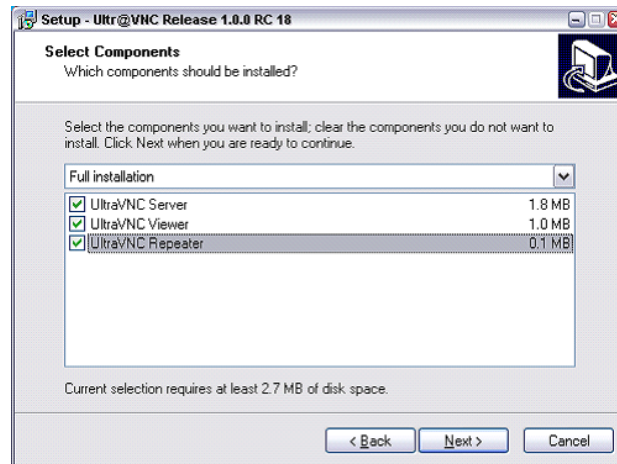 Setup - Ultr@VNC Release 1.0.0 RC 18
Select Components
Which components should be installed?
Select the components you want to install; clear the components you do not want to
install. Click Next when you are ready to continue.
Full installation
UltraVNC Server 1.8 MB
UltraVNC Viewer 1.0 MB
UltraVNC Repeater 0.1 MB
Current selection requires at least 2.7 MB of disk space.
< Back Next > Cancel